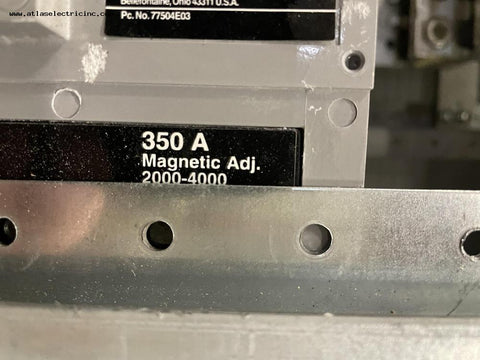 www.atlaselectricinc.com
Bellefontaine, Ohio 43311 U.S.A.
Pc. No. 77504E03
350 A
Magnetic Adj.
2000-4000